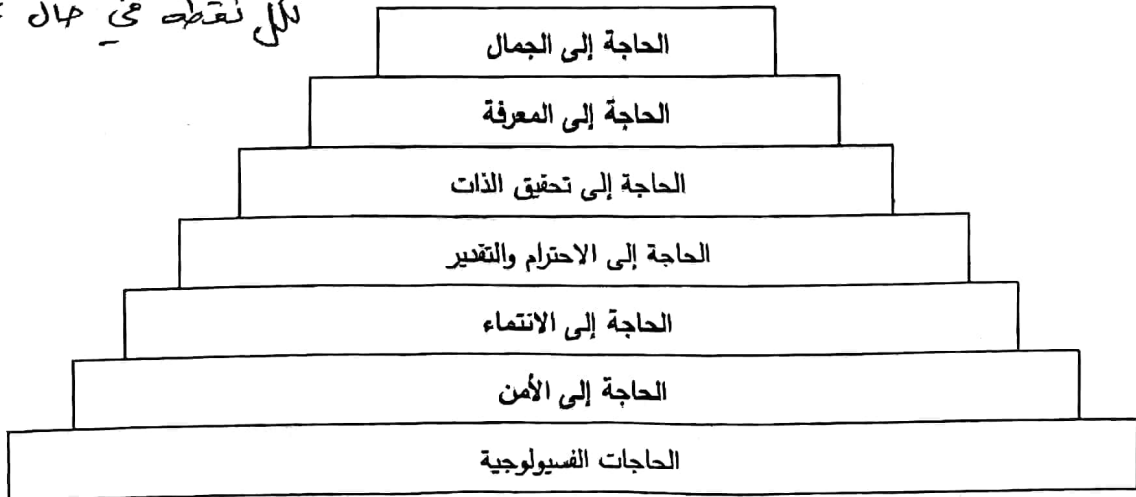 لكل نقطه في حال
الحاجة إلى الجمال
الحاجة إلى المعرفة
الحاجة إلى تحقيق الذات
الحاجة إلى الاحترام والتقدير
الحاجة إلى الانتماء
الحاجة إلى الأمن
الحاجات الفسيولوجية